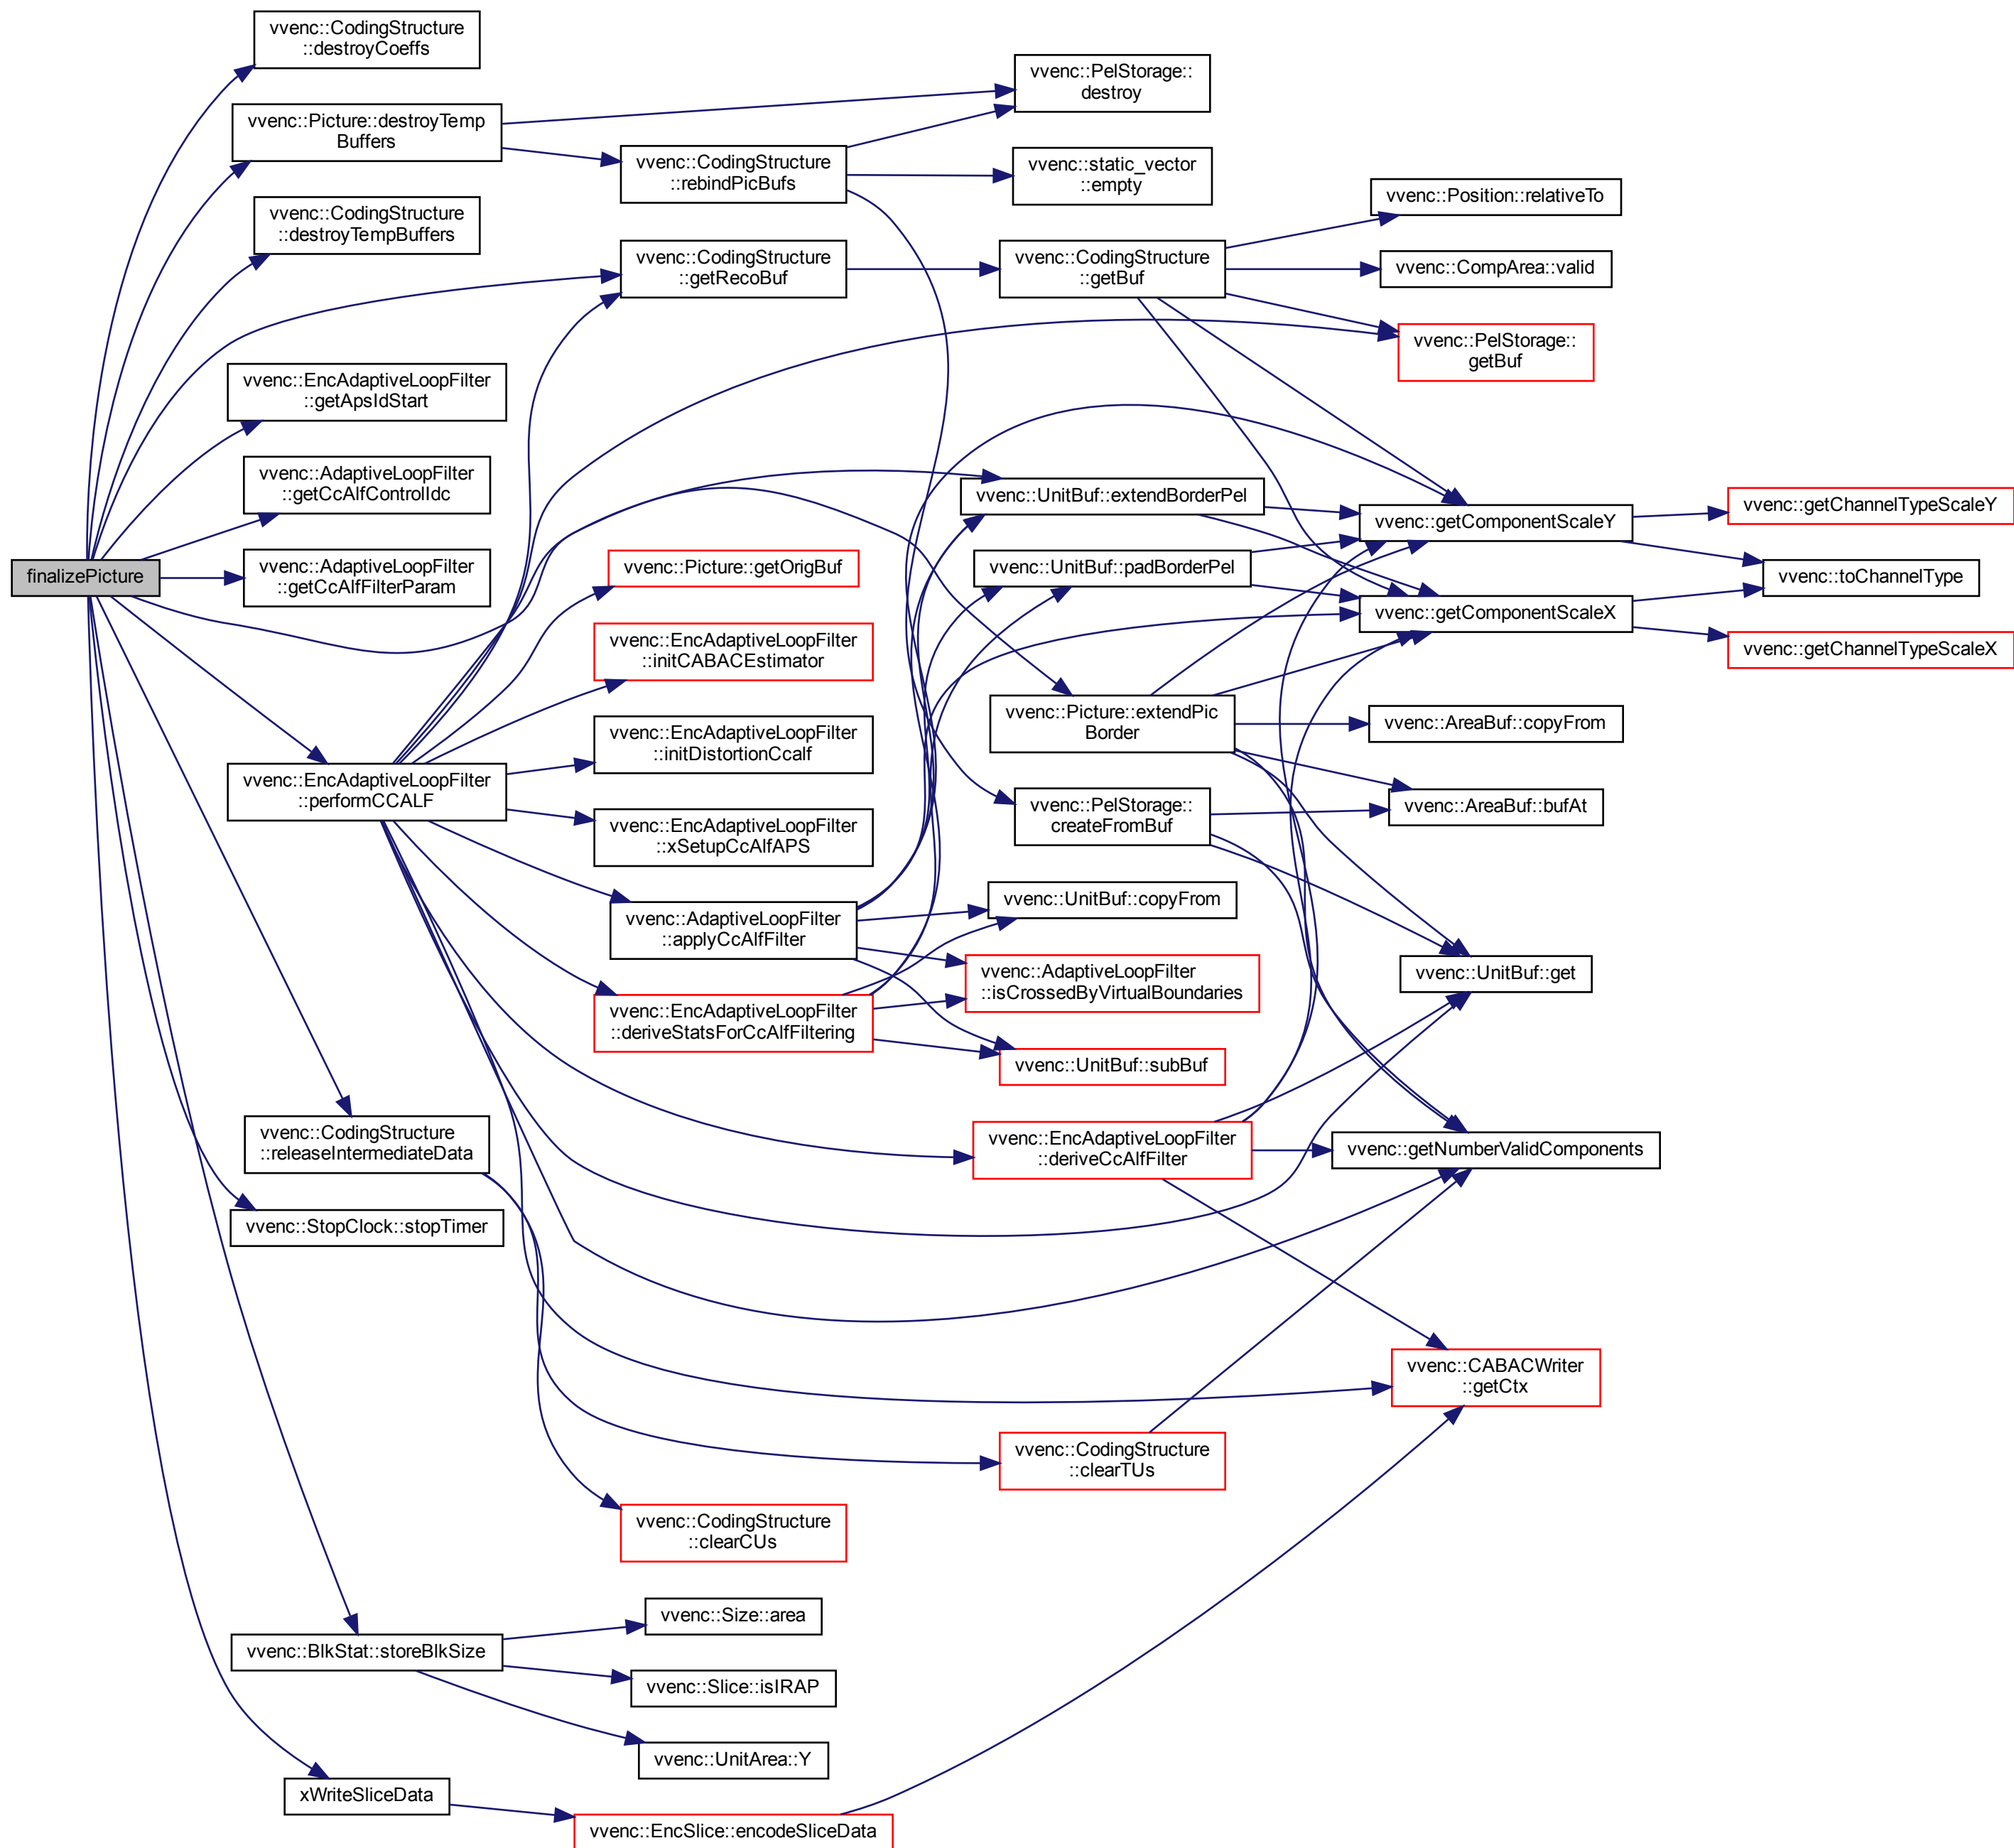 finalizePicture
vvenc::CodingStructure
::destroyCoeffs
vvenc::Picture::destroyTemp
Buffers
vvenc::CodingStructure
::destroyTempBuffers
vvenc::EncAdaptiveLoopFilter
::getApsIdStart
vvenc::AdaptiveLoopFilter
::getCcAlfControlIdc
vvenc::AdaptiveLoopFilter
::getCcAlfFilterParam
vvenc::EncAdaptiveLoopFilter
::performCCALF
vvenc::CodingStructure
::releaseIntermediateData
vvenc::StopClock::stopTimer
vvenc::BlkStat::storeBlkSize
xWriteSliceData
vvenc::CodingStructure
::rebindPicBufs
vvenc::CodingStructure
::getRecoBuf
vvenc::Picture::getOrigBuf
vvenc::EncAdaptiveLoopFilter
::initCABACEstimator
vvenc::EncAdaptiveLoopFilter
::initDistortionCcalf
vvenc::EncAdaptiveLoopFilter
::xSetupCcAlfAPS
vvenc::AdaptiveLoopFilter
::applyCcAlfFilter
vvenc::EncAdaptiveLoopFilter
::deriveStatsForCcAlfFiltering
vvenc::CodingStructure
::clearCUs
vvenc::Size::area
vvenc::Slice::isIRAP
vvenc::UnitArea::Y
vvenc::EncSlice::encodeSliceData
vvenc::PelStorage::
destroy
vvenc::static_vector
::empty
vvenc::CodingStructure
::getBuf
vvenc::UnitBuf::extendBorderPel
vvenc::UnitBuf::padBorderPel
vvenc::Picture::extendPic
Border
vvenc::PelStorage::
createFromBuf
vvenc::UnitBuf::copyFrom
vvenc::AdaptiveLoopFilter
::isCrossedByVirtualBoundaries
vvenc::UnitBuf::subBuf
vvenc::EncAdaptiveLoopFilter
::deriveCcAlfFilter
vvenc::CodingStructure
::clearTUs
vvenc::Position::relativeTo
vvenc::CompArea::valid
vvenc::PelStorage::
getBuf
vvenc::getComponentScaleY
vvenc::getComponentScaleX
vvenc::AreaBuf::copyFrom
vvenc::AreaBuf::bufAt
vvenc::UnitBuf::get
vvenc::getNumberValidComponents
vvenc::CABACWriter
::getCtx
vvenc::getChannelTypeScaleY
vvenc::toChannelType
vvenc::getChannelTypeScaleX